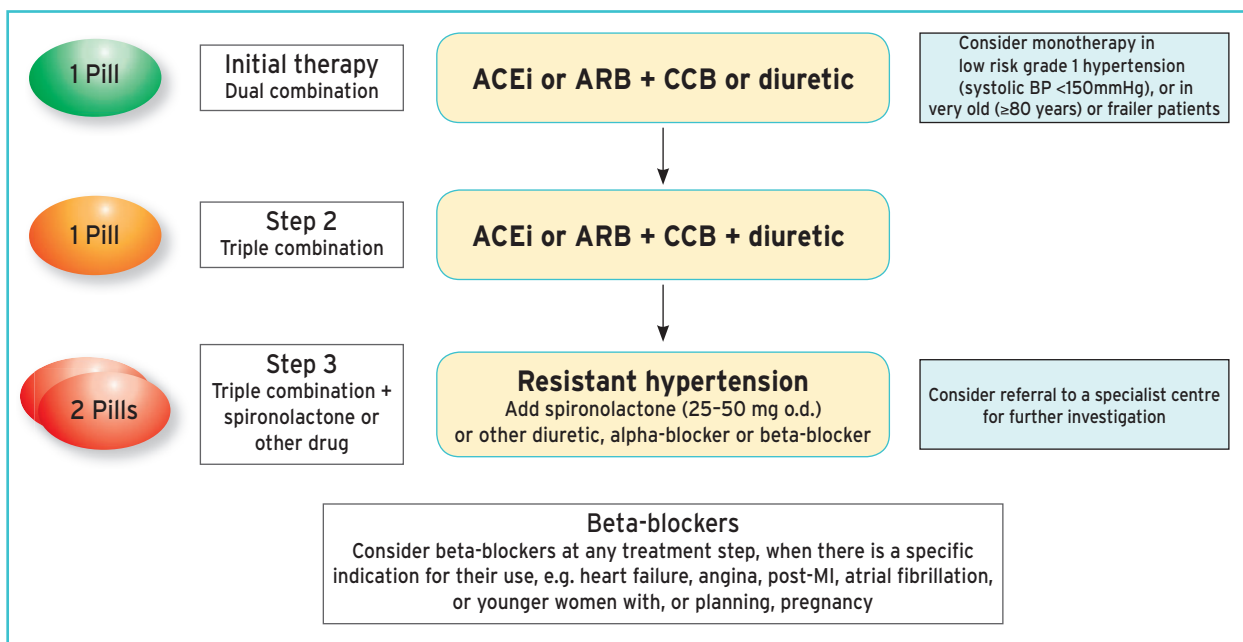 1 Pill
Initial therapy
Dual combination
ACEi or ARB + CCB or diuretic
Consider monotherapy in
low risk grade 1 hypertension
(systolic BP <150mmHg), or in
very old (≥80 years) or frailer patients
1 Pill
Step 2
Triple combination
ACEi or ARB + CCB + diuretic
2 Pills
Step 3
Triple combination +
spironolactone or
other drug
Resistant hypertension
Add spironolactone (25–50 mg o.d.)
or other diuretic, alpha-blocker or beta-blocker
Consider referral to a specialist centre
for further investigation
Beta-blockers
Consider beta-blockers at any treatment step, when there is a specific
indication for their use, e.g. heart failure, angina, post-MI, atrial fibrillation,
or younger women with, or planning, pregnancy